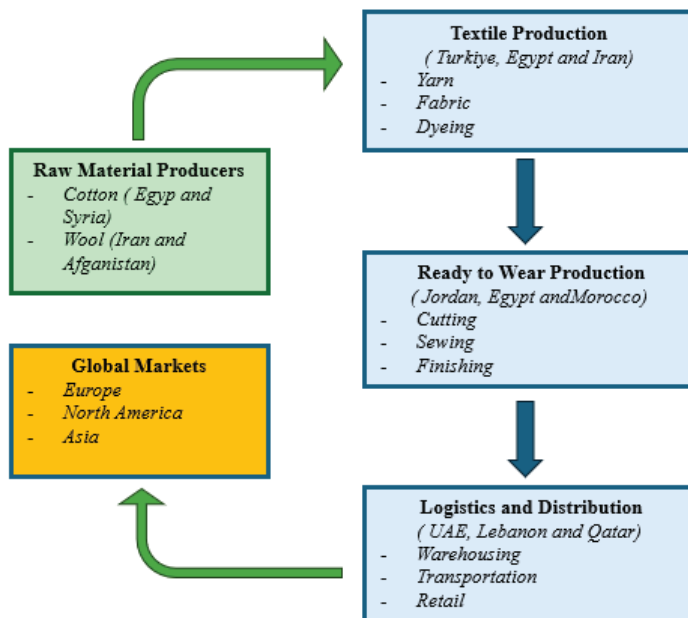 Raw Material Producers
- Cotton ( Egyp and
Syria)
- Wool (Iran and
Afganistan)
Textile Production
( Turkiye, Egypt and Iran)
- Yarn
- Fabric
- Dyeing
Ready to Wear Production
( Jordan, Egypt andMorocco)
- Cutting
- Sewing
- Finishing
Logistics and Distribution
( UAE, Lebanon and Qatar)
- Warehousing
- Transportation
- Retail
Global Markets
- Europe
- North America
- Asia